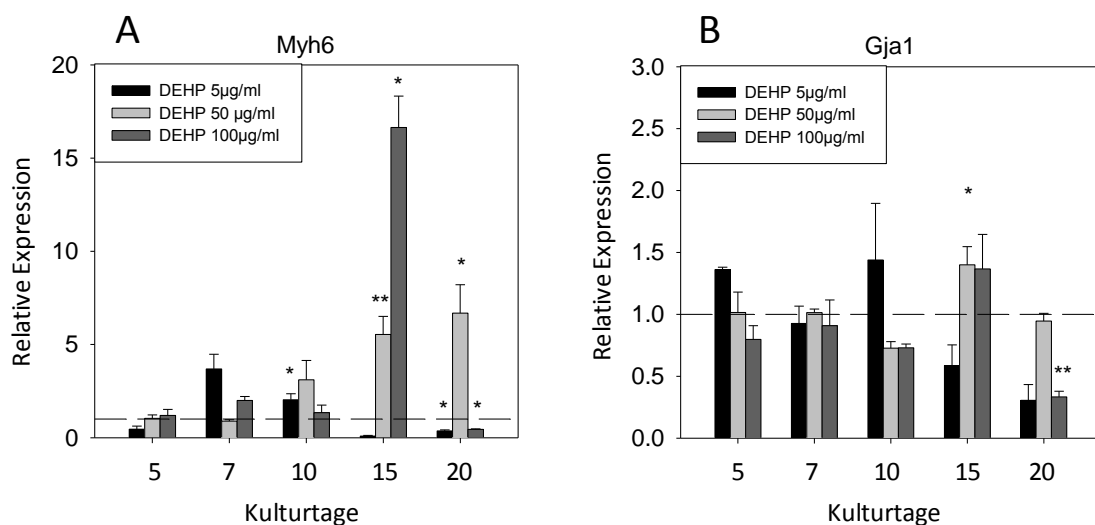 A
Myh6
20
15
10
5
0
Relative Expression
DEHP 5µg/ml
DEHP 50 µg/ml
DEHP 100µg/ml
*
**
*
*
*
*
5 7 10 15 20
Kulturtage
B
Gja1
3.0
2.5
2.0
1.5
1.0
0.5
0.0
Relative Expression
DEHP 5µg/ml
DEHP 50µg/ml
DEHP 100µg/ml
*
**
5 7 10 15 20
Kulturtage